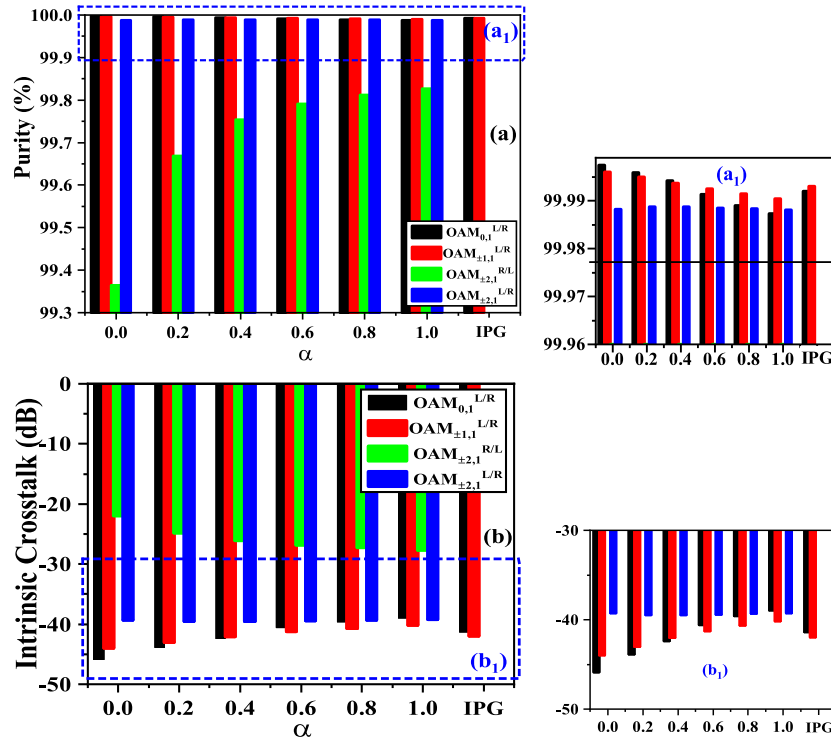 100.0
99.9
99.8
99.7
99.6
99.5
99.4
99.3
Purity (%)
(a₁)
(a)
OAM₀,₁ᴸ/ᴿ
OAM±₁,₁ᴸ/ᴿ
OAM±₂,₁ᴿ/ᴸ
OAM±₂,₁ᴸ/ᴿ
0.0 0.2 0.4 0.6 0.8 1.0 IPG
α
(a₁)
99.99
99.98
99.97
99.96
0.0 0.2 0.4 0.6 0.8 1.0 IPG
0
-10
-20
-30
-40
-50
Intrinsic Crosstalk (dB)
OAM₀,₁ᴸ/ᴿ
OAM±₁,₁ᴸ/ᴿ
OAM±₂,₁ᴿ/ᴸ
OAM±₂,₁ᴸ/ᴿ
(b)
(b₁)
0.0 0.2 0.4 0.6 0.8 1.0 IPG
α
-30
-40
-50
(b₁)
0.0 0.2 0.4 0.6 0.8 1.0 IPG